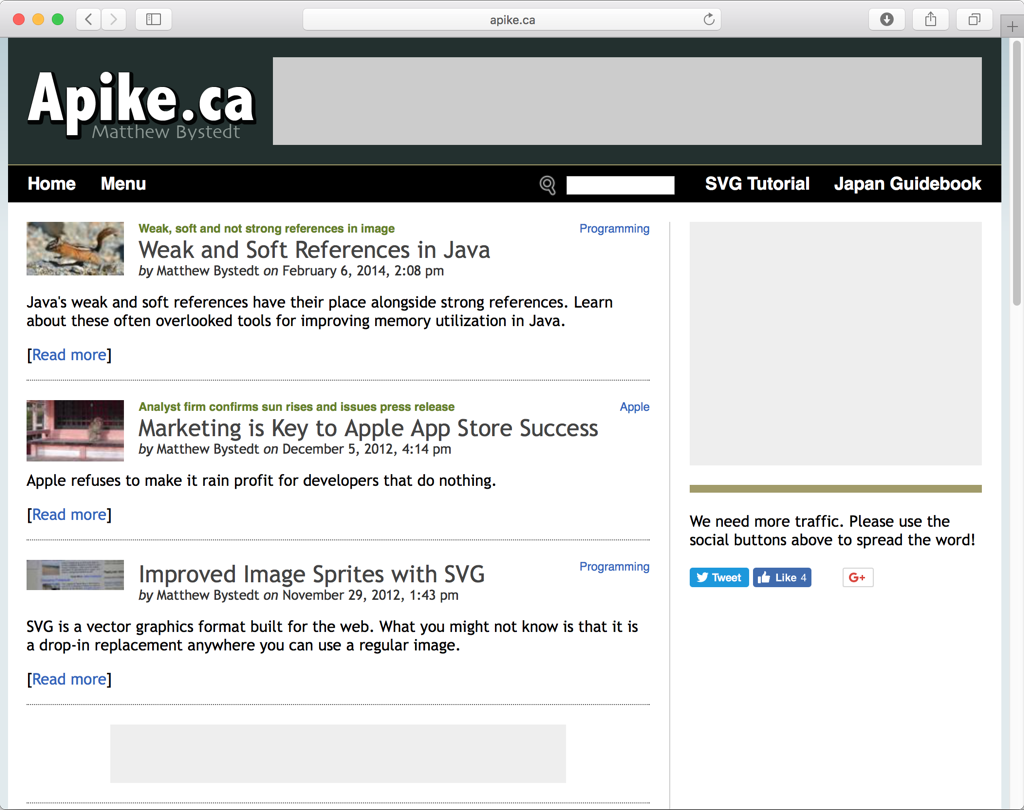 apike.ca
Apike.ca
Matthew Bystedt
Home Menu SVG Tutorial Japan Guidebook
Weak, soft and not strong references in image Programming
Weak and Soft References in Java
by Matthew Bystedt on February 6, 2014, 2:08 pm
Java's weak and soft references have their place alongside strong references. Learn
about these often overlooked tools for improving memory utilization in Java.
[Read more]
Analyst firm confirms sun rises and issues press release Apple
Marketing is Key to Apple App Store Success
by Matthew Bystedt on December 5, 2012, 4:14 pm
Apple refuses to make it rain profit for developers that do nothing.
[Read more]
Programming
Improved Image Sprites with SVG
by Matthew Bystedt on November 29, 2012, 1:43 pm
SVG is a vector graphics format built for the web. What you might not know is that it is
a drop-in replacement anywhere you can use a regular image.
[Read more]
We need more traffic. Please use the
social buttons above to spread the word!
Tweet Like 4 G+